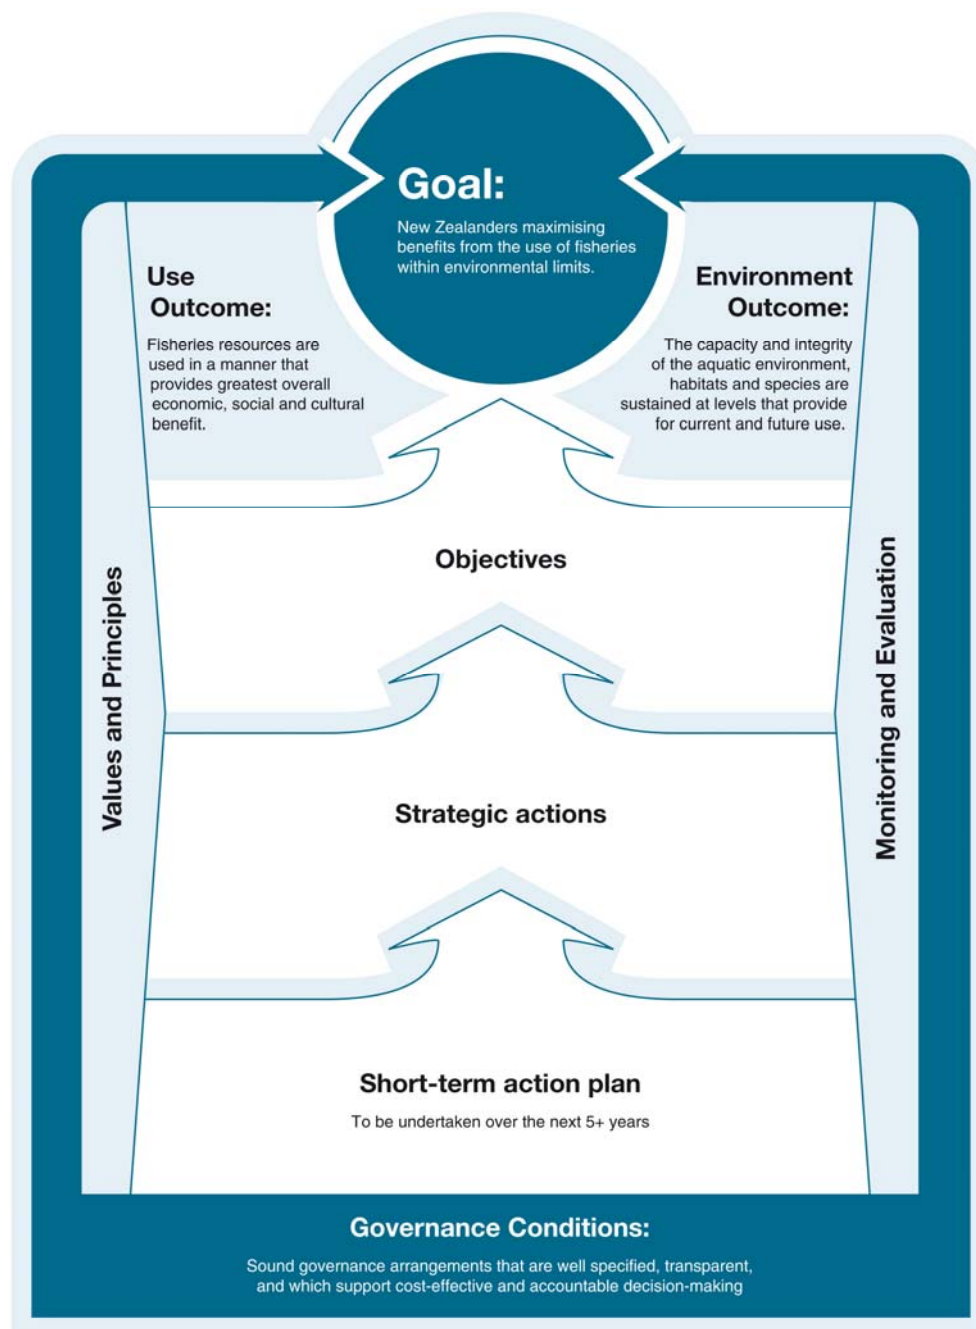 Goal:
New Zealanders maximising
benefits from the use of fisheries
within environmental limits.
Use
Outcome:
Fisheries resources are
used in a manner that
provides greatest overall
economic, social and cultural
benefit.
Environment
Outcome:
The capacity and integrity
of the aquatic environment,
habitats and species are
sustained at levels that provide
for current and future use.
Values and Principles
Objectives
Strategic actions
Short-term action plan
To be undertaken over the next 5+ years
Monitoring and Evaluation
Governance Conditions:
Sound governance arrangements that are well specified, transparent,
and which support cost-effective and accountable decision-making